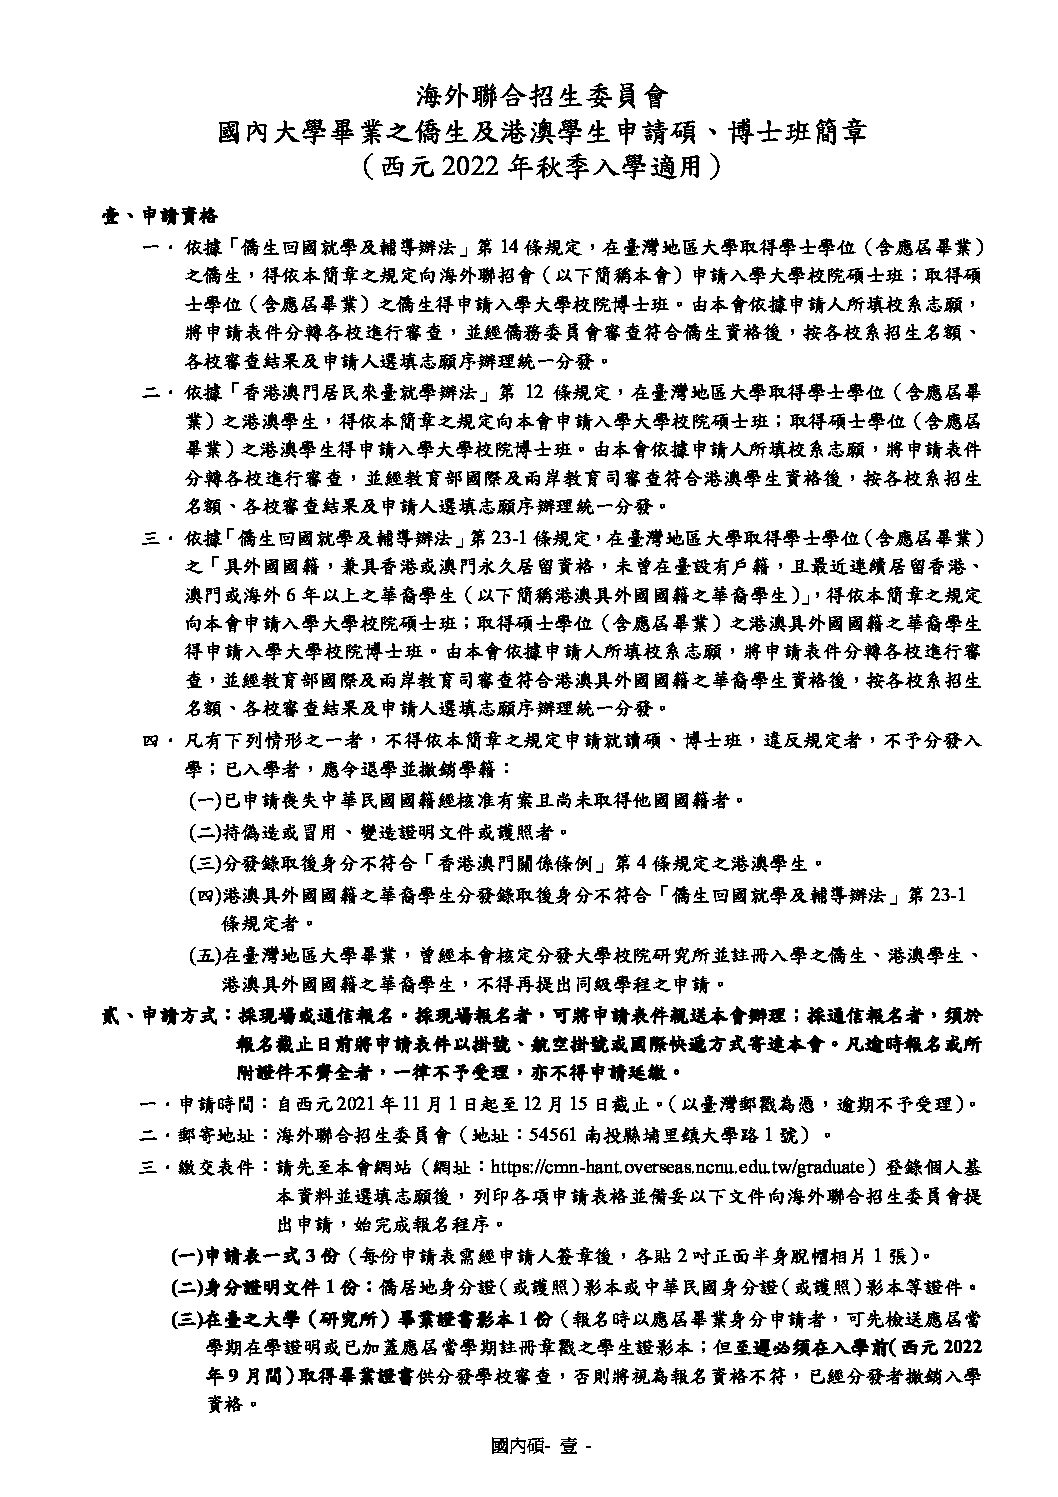 海外聯合招生委員會
國內大學畢業之僑生及港澳學生申請碩、博士班簡章
（西元 2022 年秋季入學適用）
壹、申請資格
一．依據「僑生回國就學及輔導辦法」第 14 條規定，在臺灣地區大學取得學士學位（含應屆畢業）
之僑生，得依本簡章之規定向海外聯招會（以下簡稱本會）申請入學大學校院碩士班；取得碩
士學位（含應屆畢業）之僑生得申請入學大學校院博士班。由本會依據申請人所填校系志願，
將申請表件分轉各校進行審查，並經僑務委員會審查符合僑生資格後，按各校系招生名額、
各校審查結果及申請人選填志願序辦理統一分發。
二．依據「香港澳門居民來臺就學辦法」第 12 條規定，在臺灣地區大學取得學士學位（含應屆畢
業）之港澳學生，得依本簡章之規定向本會申請入學大學校院碩士班；取得碩士學位（含應屆
畢業）之港澳學生得申請入學大學校院博士班。由本會依據申請人所填校系志願，將申請表件
分轉各校進行審查，並經教育部國際及兩岸教育司審查符合港澳學生資格後，按各校系招生
名額、各校審查結果及申請人選填志願序辦理統一分發。
三．依據「僑生回國就學及輔導辦法」第 23-1 條規定，在臺灣地區大學取得學士學位（含應屆畢業）
之「具外國國籍，兼具香港或澳門永久居留資格，未曾在臺設有戶籍，且最近連續居留香港、
澳門或海外 6 年以上之華裔學生（以下簡稱港澳具外國國籍之華裔學生）」，得依本簡章之規定
向本會申請入學大學校院碩士班；取得碩士學位（含應屆畢業）之港澳具外國國籍之華裔學生
得申請入學大學校院博士班。由本會依據申請人所填校系志願，將申請表件分轉各校進行審
查，並經教育部國際及兩岸教育司審查符合港澳具外國國籍之華裔學生資格後，按各校系招生
名額、各校審查結果及申請人選填志願序辦理統一分發。
四．凡有下列情形之一者，不得依本簡章之規定申請就讀碩、博士班，違反規定者，不予分發入
學；已入學者，應令退學並撤銷學籍：
(一)已申請喪失中華民國國籍經核准有案且尚未取得他國國籍者。
(二)持偽造或冒用、變造證明文件或護照者。
(三)分發錄取後身分不符合「香港澳門關係條例」第 4 條規定之港澳學生。
(四)港澳具外國國籍之華裔學生分發錄取後身分不符合「僑生回國就學及輔導辦法」第 23-1
條規定者。
(五)在臺灣地區大學畢業，曾經本會核定分發大學校院研究所並註冊入學之僑生、港澳學生、
港澳具外國國籍之華裔學生，不得再提出同級學程之申請。
貳、申請方式：採現場或通信報名。採現場報名者，可將申請表件親送本會辦理；採通信報名者，須於
報名截止日前將申請表件以掛號、航空掛號或國際快遞方式寄達本會。凡逾時報名或所
附證件不齊全者，一律不予受理，亦不得申請延繳。
一．申請時間：自西元 2021 年 11 月 1 日起至 12 月 15 日截止。（以臺灣郵戳為憑，逾期不予受理）。
二．郵寄地址：海外聯合招生委員會（地址：54561 南投縣埔里鎮大學路 1 號）。
三．繳交表件：請先至本會網站（網址：https://cmn-hant.overseas.ncnu.edu.tw/graduate）登錄個人基
本資料並選填志願後，列印各項申請表格並備妥以下文件向海外聯合招生委員會提
出申請，始完成報名程序。
(一)申請表一式 3 份（每份申請表需經申請人簽章後，各貼 2 吋正面半身脫帽相片 1 張）。
(二)身分證明文件 1 份：僑居地身分證（或護照）影本或中華民國身分證（或護照）影本等證件。
(三)在臺之大學（研究所）畢業證書影本 1 份（報名時以應屆畢業身分申請者，可先檢送應屆當
學期在學證明或已加蓋應屆當學期註冊章戳之學生證影本；但至遲必須在入學前(西元 2022
年 9 月間)取得畢業證書供分發學校審查，否則將視為報名資格不符，已經分發者撤銷入學
資格。
國內碩- 壹 -